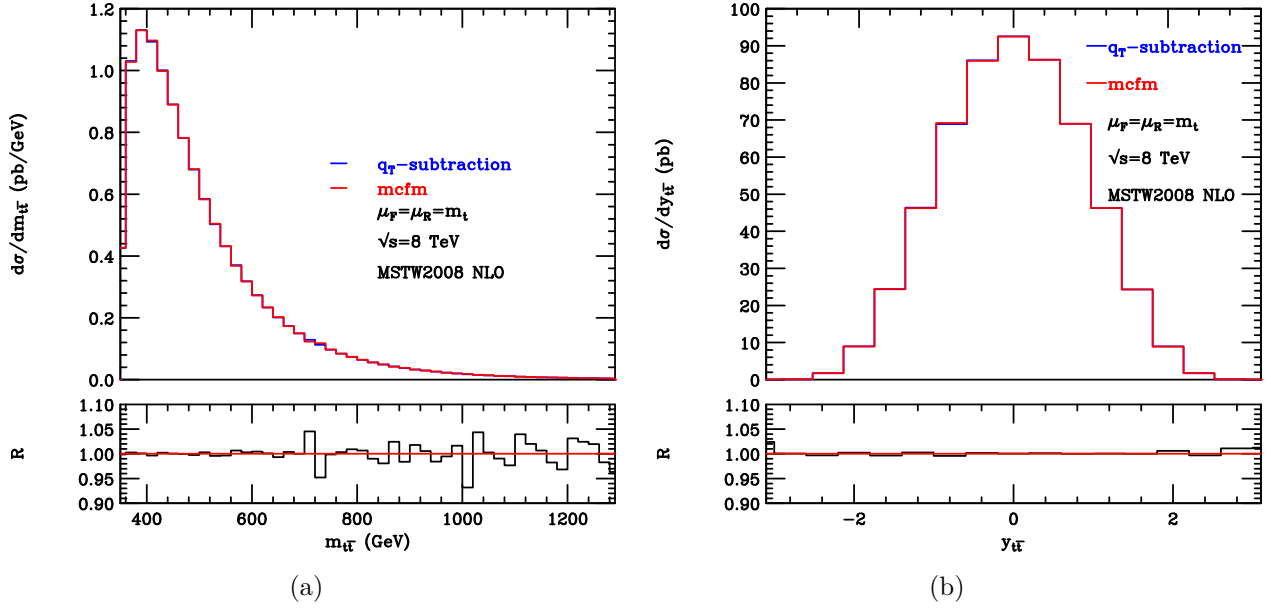 1.2
1.0
0.8
0.6
0.4
0.2
0.0
dσ/dm_tt̅ (pb/GeV)
q_T−subtraction
mcfm
μ_F=μ_R=m_t
√s=8 TeV
MSTW2008 NLO
1.10
1.05
1.00
0.95
0.90
R
400 600 800 1000 1200
m_tt̅ (GeV)
(a)
100
90
80
70
60
50
40
30
20
10
0
dσ/dy_tt̅ (pb)
q_T−subtraction
mcfm
μ_F=μ_R=m_t
√s=8 TeV
MSTW2008 NLO
1.10
1.05
1.00
0.95
0.90
R
−2 0 2
y_tt̅
(b)